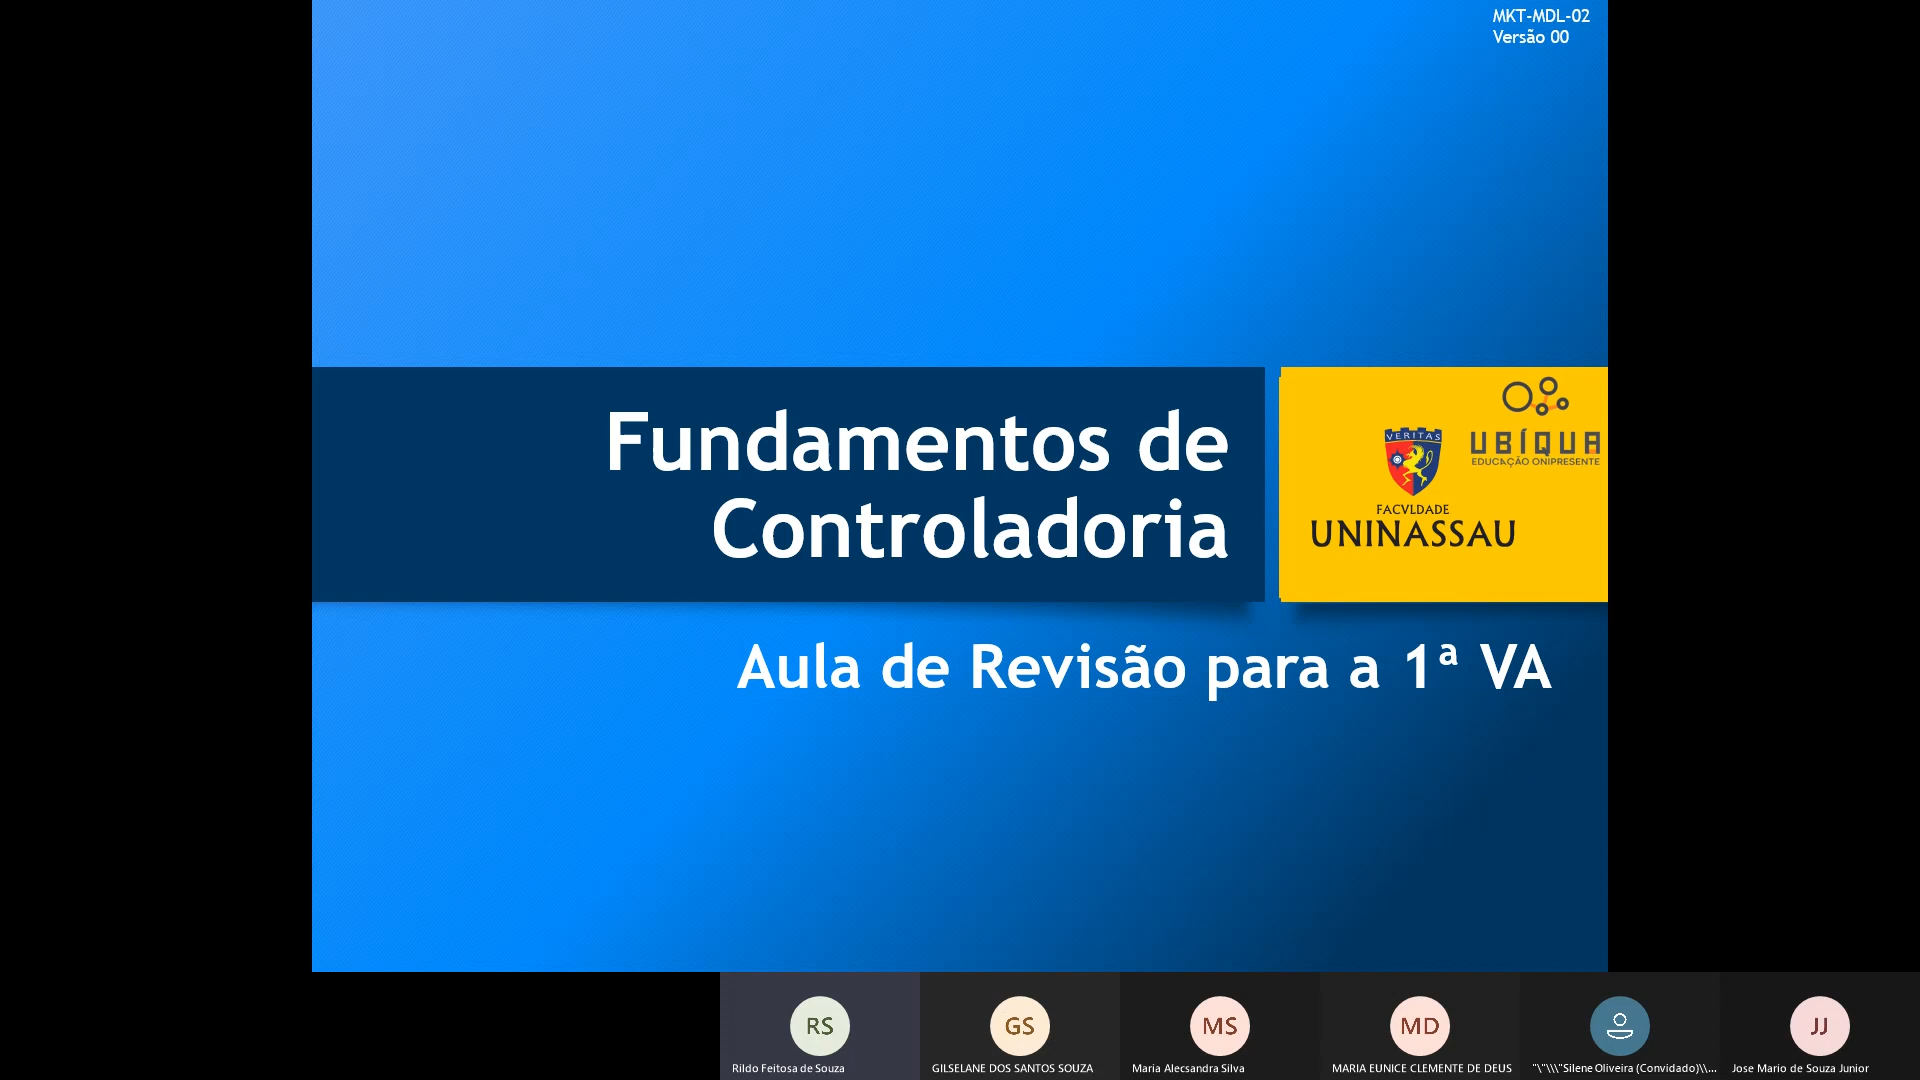 MKT-MDL-02
Versão 00
Fundamentos de
Controladoria
VERITAS
FACVLDADE
UNINASSAU
UBÍQUA
EDUCAÇÃO ONIPRESENTE
Aula de Revisão para a 1ª VA
RS
GS
MS
MD
JJ
Rildo Feitosa de Souza
GILSELANE DOS SANTOS SOUZA
Maria Alecsandra Silva
MARIA EUNICE CLEMENTE DE DEUS
"\"\\\"Silene Oliveira (Convidado)\\...
Jose Mario de Souza Junior